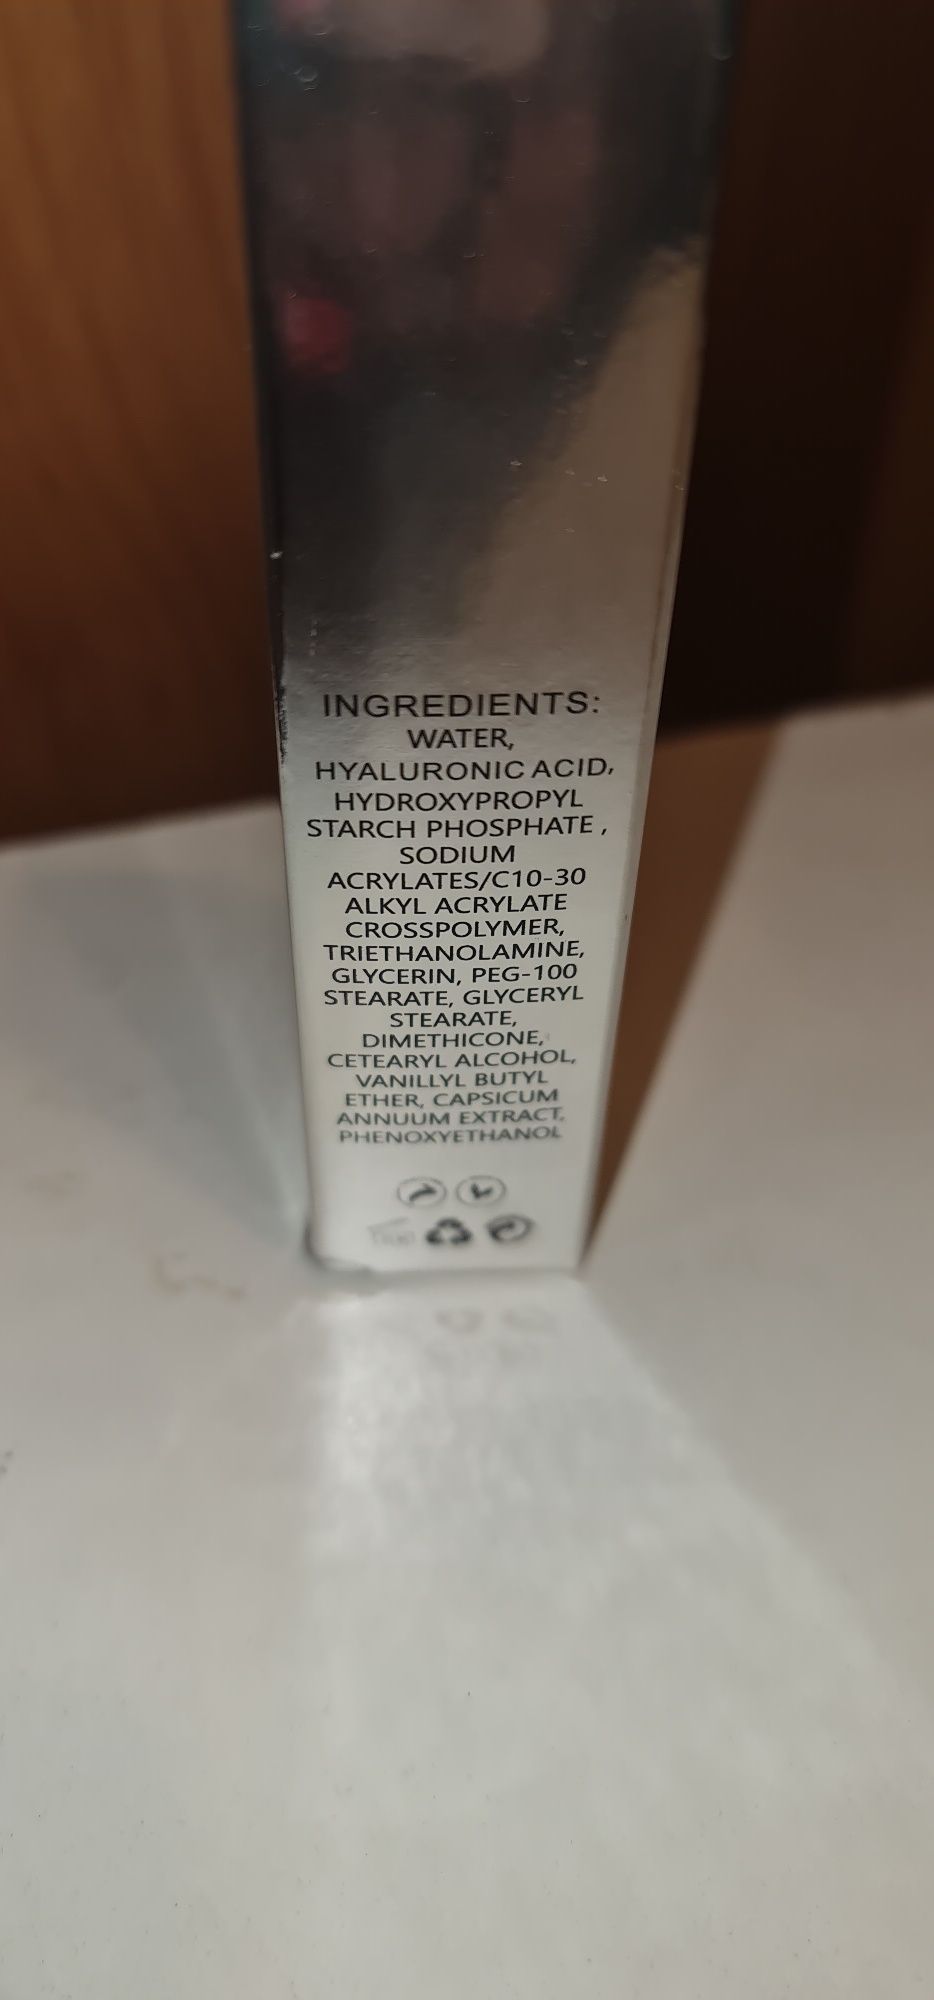 INGREDIENTS:
WATER,
HYALURONIC ACID,
HYDROXYPROPYL
STARCH PHOSPHATE ,
SODIUM
ACRYLATES/C10-30
ALKYL ACRYLATE
CROSSPOLYMER,
TRIETHANOLAMINE,
GLYCERIN, PEG-100
STEARATE, GLYCERYL
STEARATE,
DIMETHICONE,
CETEARYL ALCOHOL,
VANILLYL BUTYL
ETHER, CAPSICUM
ANNUUM EXTRACT,
PHENOXYETHANOL